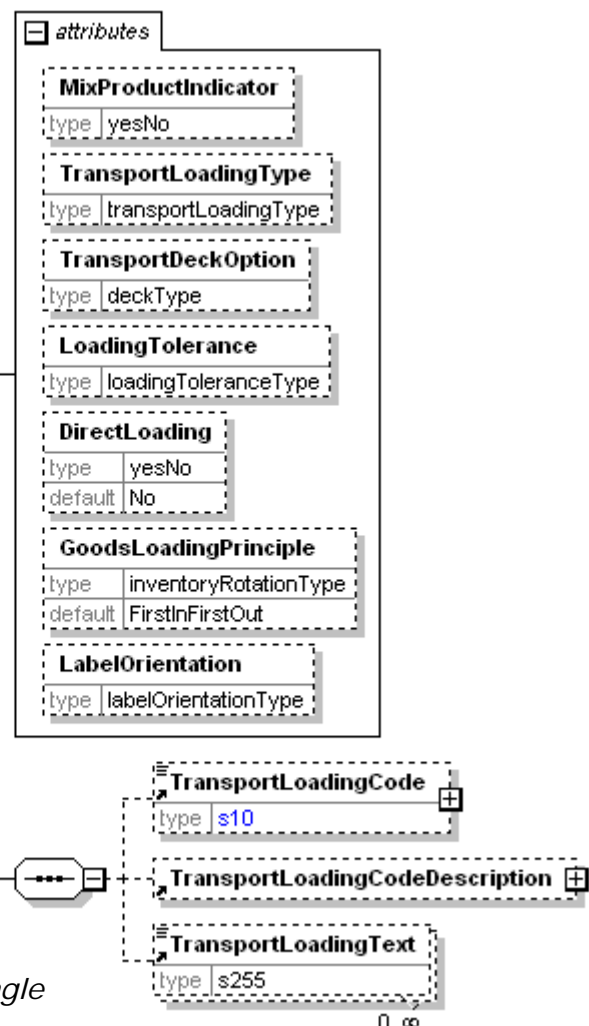 attributes
MixProductIndicator
type yesNo
TransportLoadingType
type transportLoadingType
TransportDeckOption
type deckType
LoadingTolerance
type loadingToleranceType
DirectLoading
type yesNo
default No
GoodsLoadingPrinciple
type inventoryRotationType
default FirstInFirstOut
LabelOrientation
type labelOrientationType
TransportLoadingCode
type s10
TransportLoadingCodeDescription
TransportLoadingText
type s255
ngle